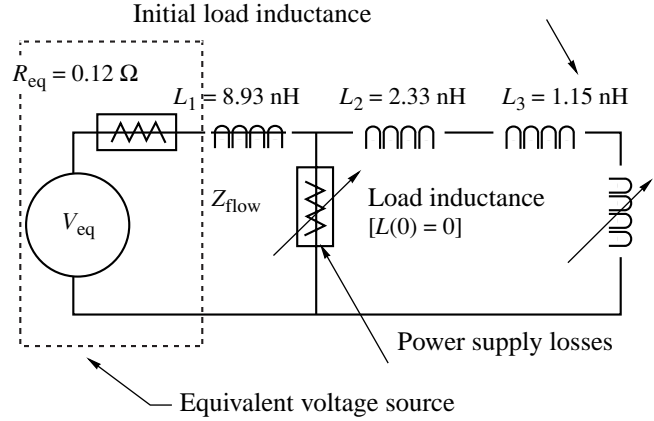 Initial load inductance
R_eq = 0.12 Ω
L_1 = 8.93 nH
L_2 = 2.33 nH
L_3 = 1.15 nH
Z_flow
Load inductance
[L(0) = 0]
V_eq
Power supply losses
Equivalent voltage source